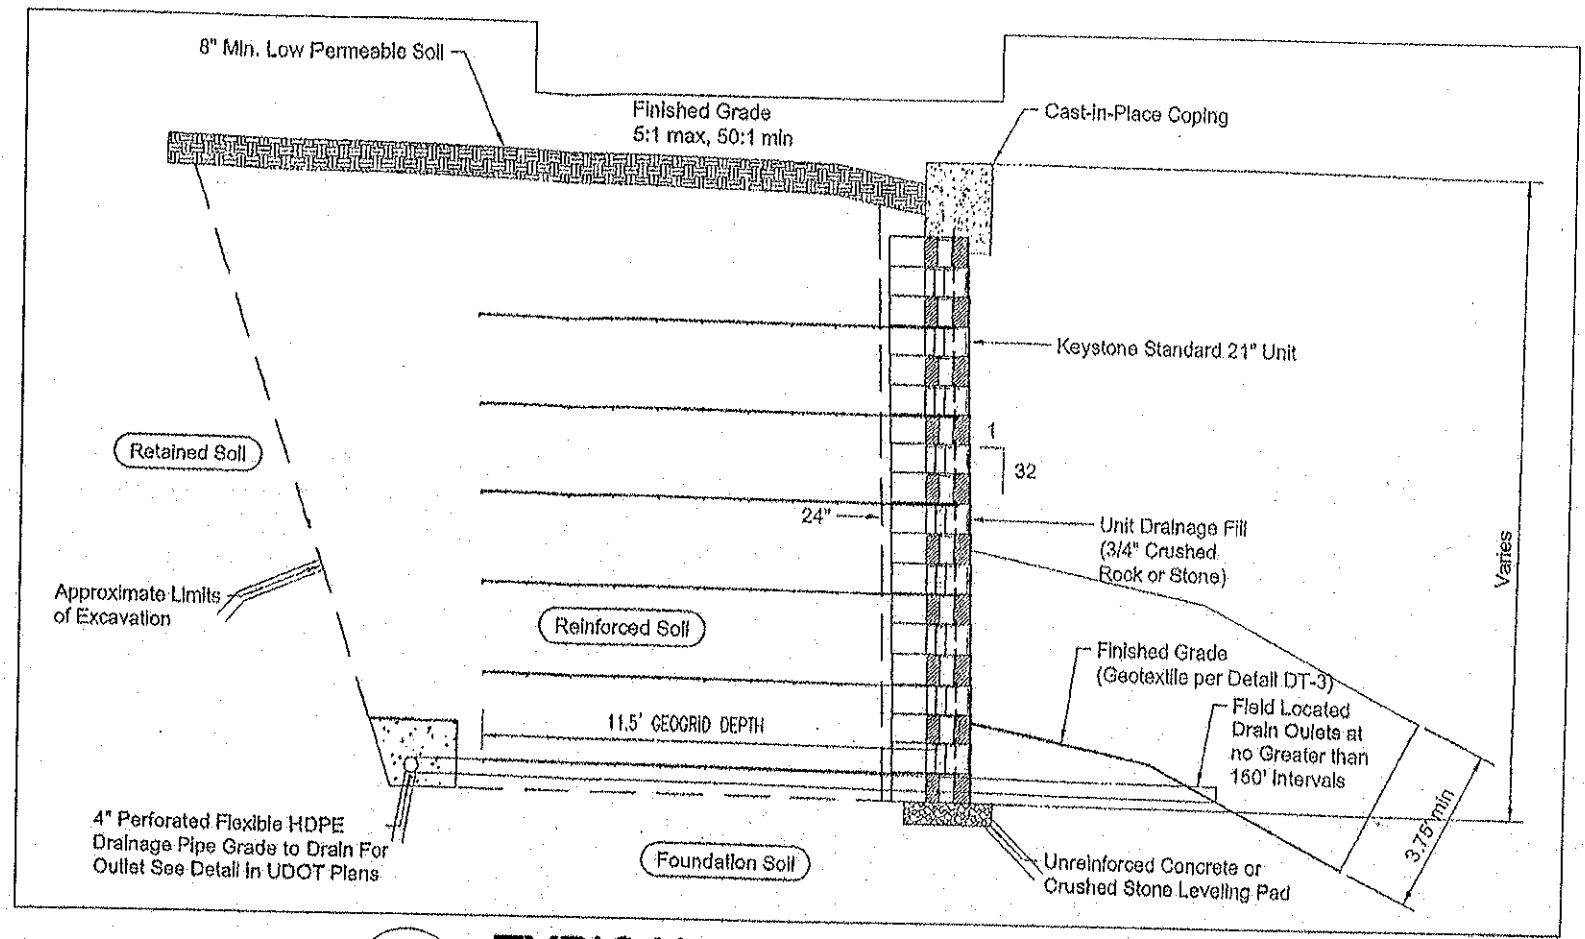 8" Min. Low Permeable Soil
Finished Grade
5:1 max, 50:1 min
Cast-in-Place Coping
Keystone Standard 21" Unit
1
32
Retained Soil
24"
Unit Drainage Fill
(3/4" Crushed
Rock or Stone)
Varies
Approximate Limits
of Excavation
Reinforced Soil
Finished Grade
(Geotextile per Detail DT-3)
11.5' GEOGRID DEPTH
Field Located
Drain Outlets at
no Greater than
150' Intervals
3.75' min
4" Perforated Flexible HDPE
Drainage Pipe Grade to Drain For
Outlet See Detail in UDOT Plans
Foundation Soil
Unreinforced Concrete or
Crushed Stone Leveling Pad